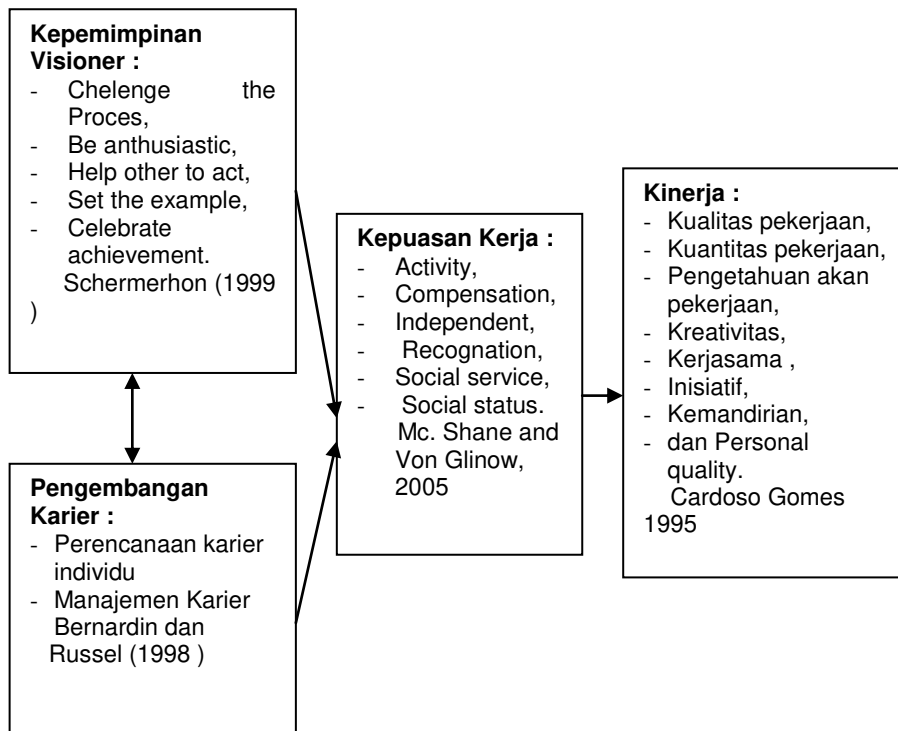 Kepemimpinan
Visioner :
- Chelenge the
Proces,
- Be anthusiastic,
- Help other to act,
- Set the example,
- Celebrate
achievement.
Schermerhon (1999
)
Pengembangan
Karier :
- Perencanaan karier
individu
- Manajemen Karier
Bernardin dan
Russel (1998 )
Kepuasan Kerja :
- Activity,
- Compensation,
- Independent,
- Recognation,
- Social service,
- Social status.
Mc. Shane and
Von Glinow,
2005
Kinerja :
- Kualitas pekerjaan,
- Kuantitas pekerjaan,
- Pengetahuan akan
pekerjaan,
- Kreativitas,
- Kerjasama ,
- Inisiatif,
- Kemandirian,
- dan Personal
quality.
Cardoso Gomes
1995